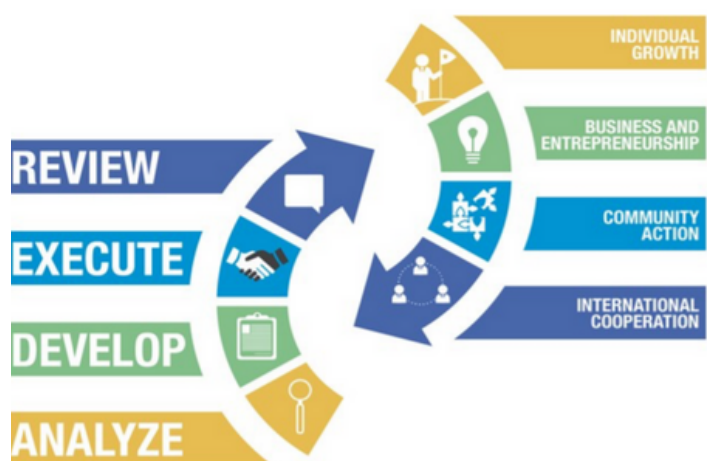 INDIVIDUAL
GROWTH
BUSINESS AND
ENTREPRENEURSHIP
COMMUNITY
ACTION
INTERNATIONAL
COOPERATION
REVIEW
EXECUTE
DEVELOP
ANALYZE